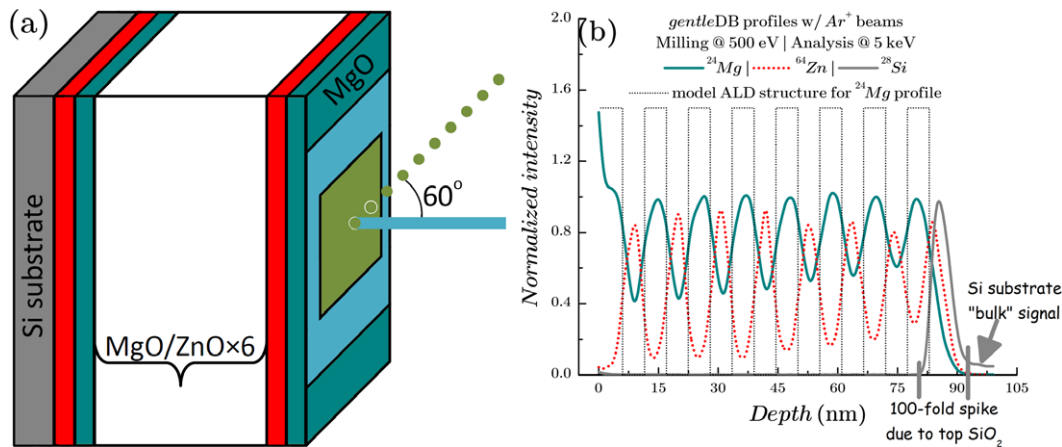 (a)
Si substrate
MgO/ZnO×6
MgO
60°
(b)
gentleDB profiles w/ Ar⁺ beams
Milling @ 500 eV | Analysis @ 5 keV
²⁴Mg | ⁶⁴Zn | ²⁸Si
model ALD structure for ²⁴Mg profile
Normalized intensity
2.0
1.6
1.2
0.8
0.4
0.0
0 15 30 45 60 75 90 105
Depth (nm)
Si substrate
"bulk" signal
100-fold spike
due to top SiO₂